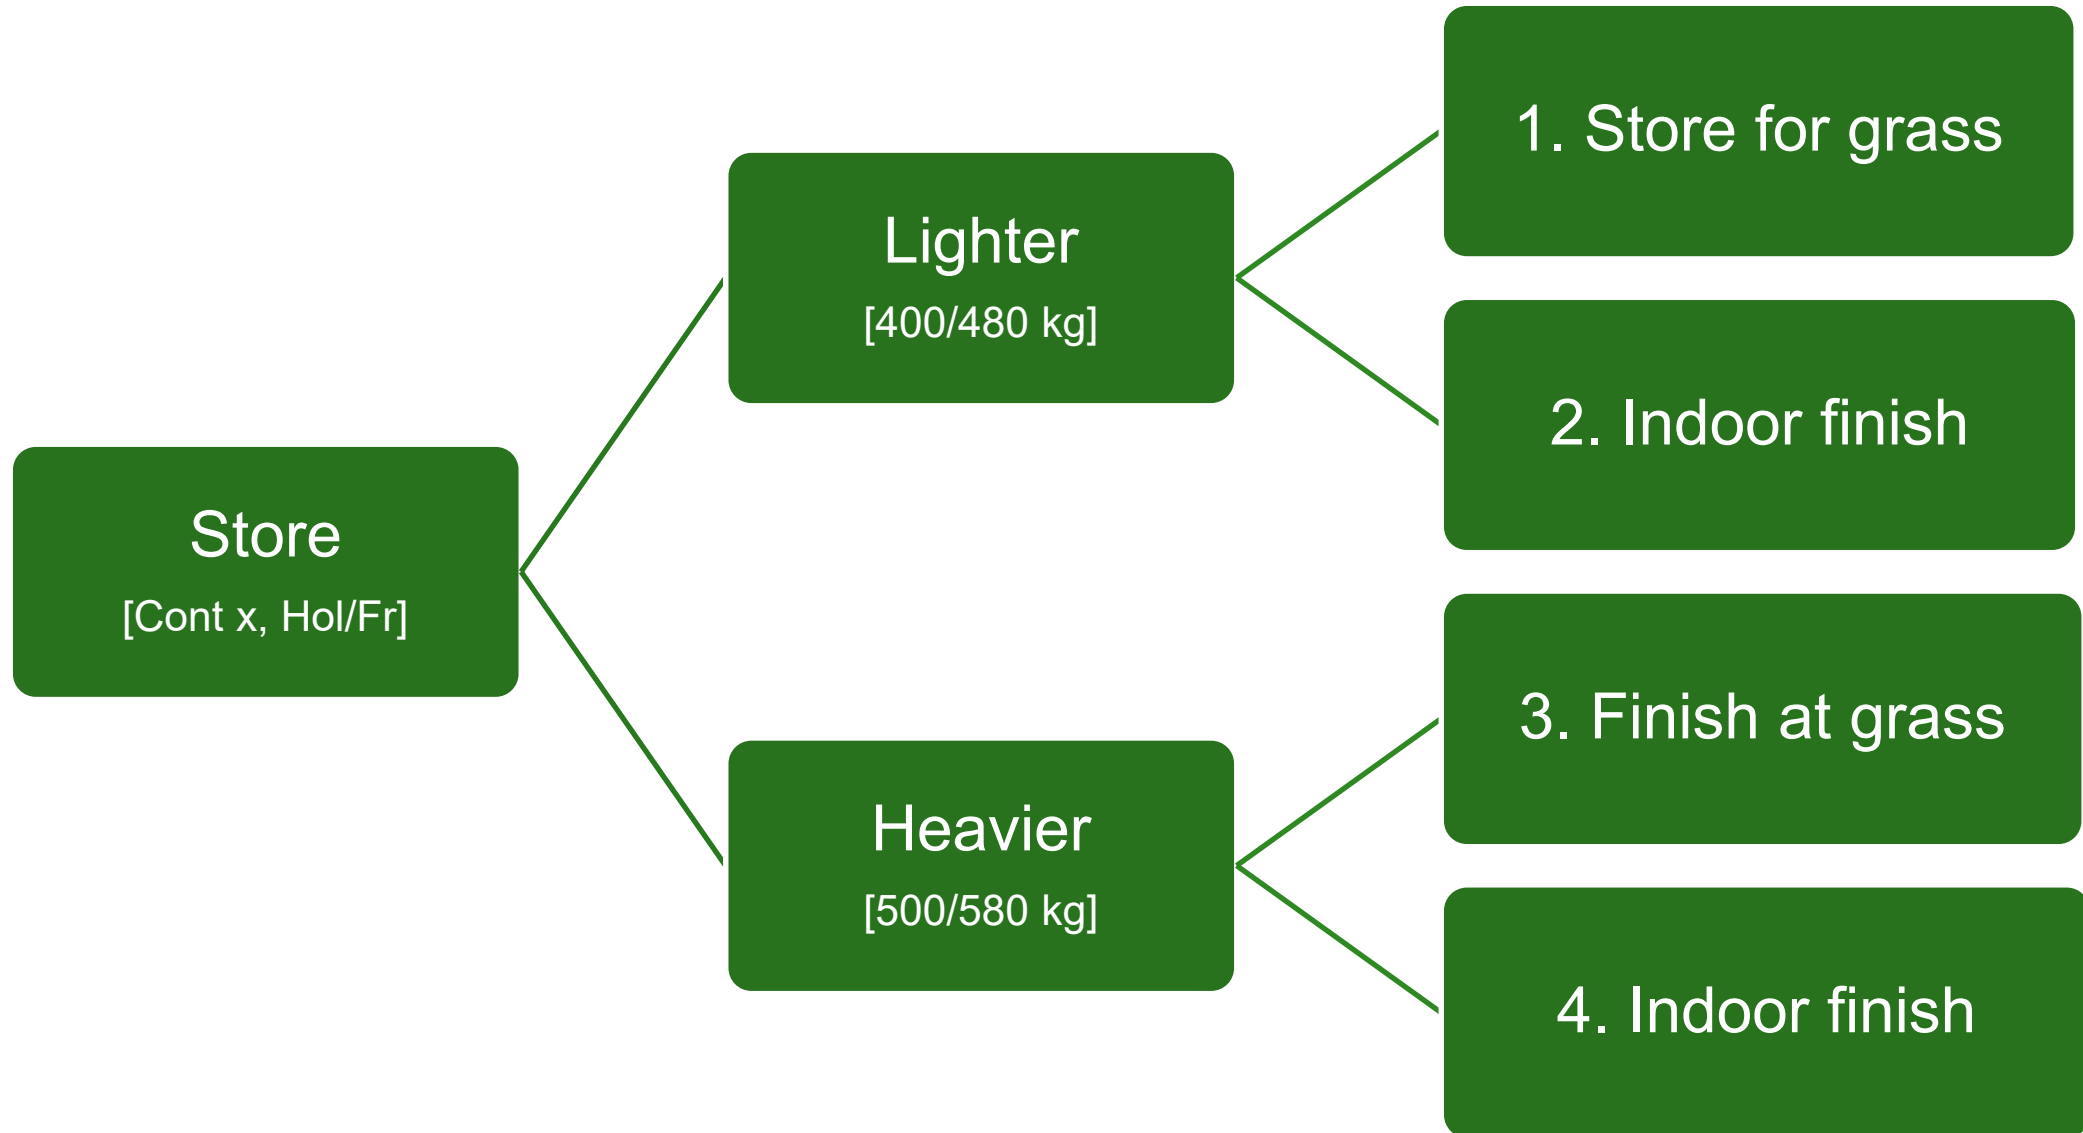 Store
[Cont x, Hol/Fr]
Lighter
[400/480 kg]
Heavier
[500/580 kg]
1. Store for grass
2. Indoor finish
3. Finish at grass
4. Indoor finish